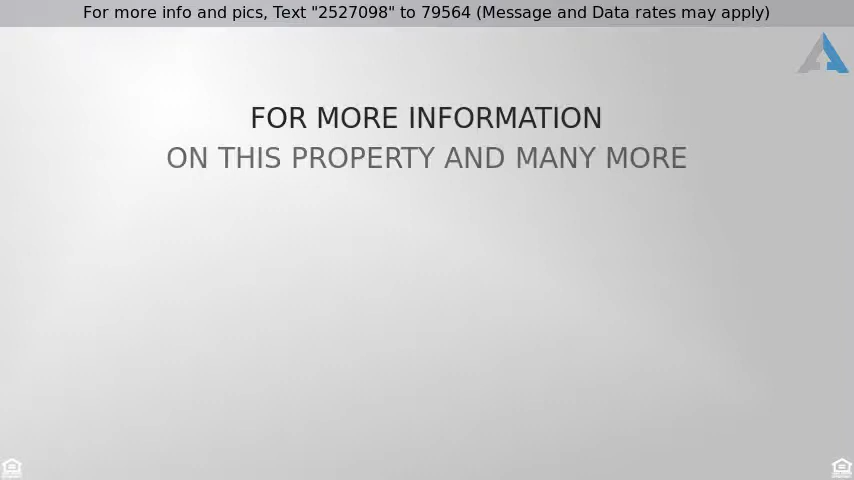 For more info and pics, Text "2527098" to 79564 (Message and Data rates may apply)
FOR MORE INFORMATION
ON THIS PROPERTY AND MANY MORE